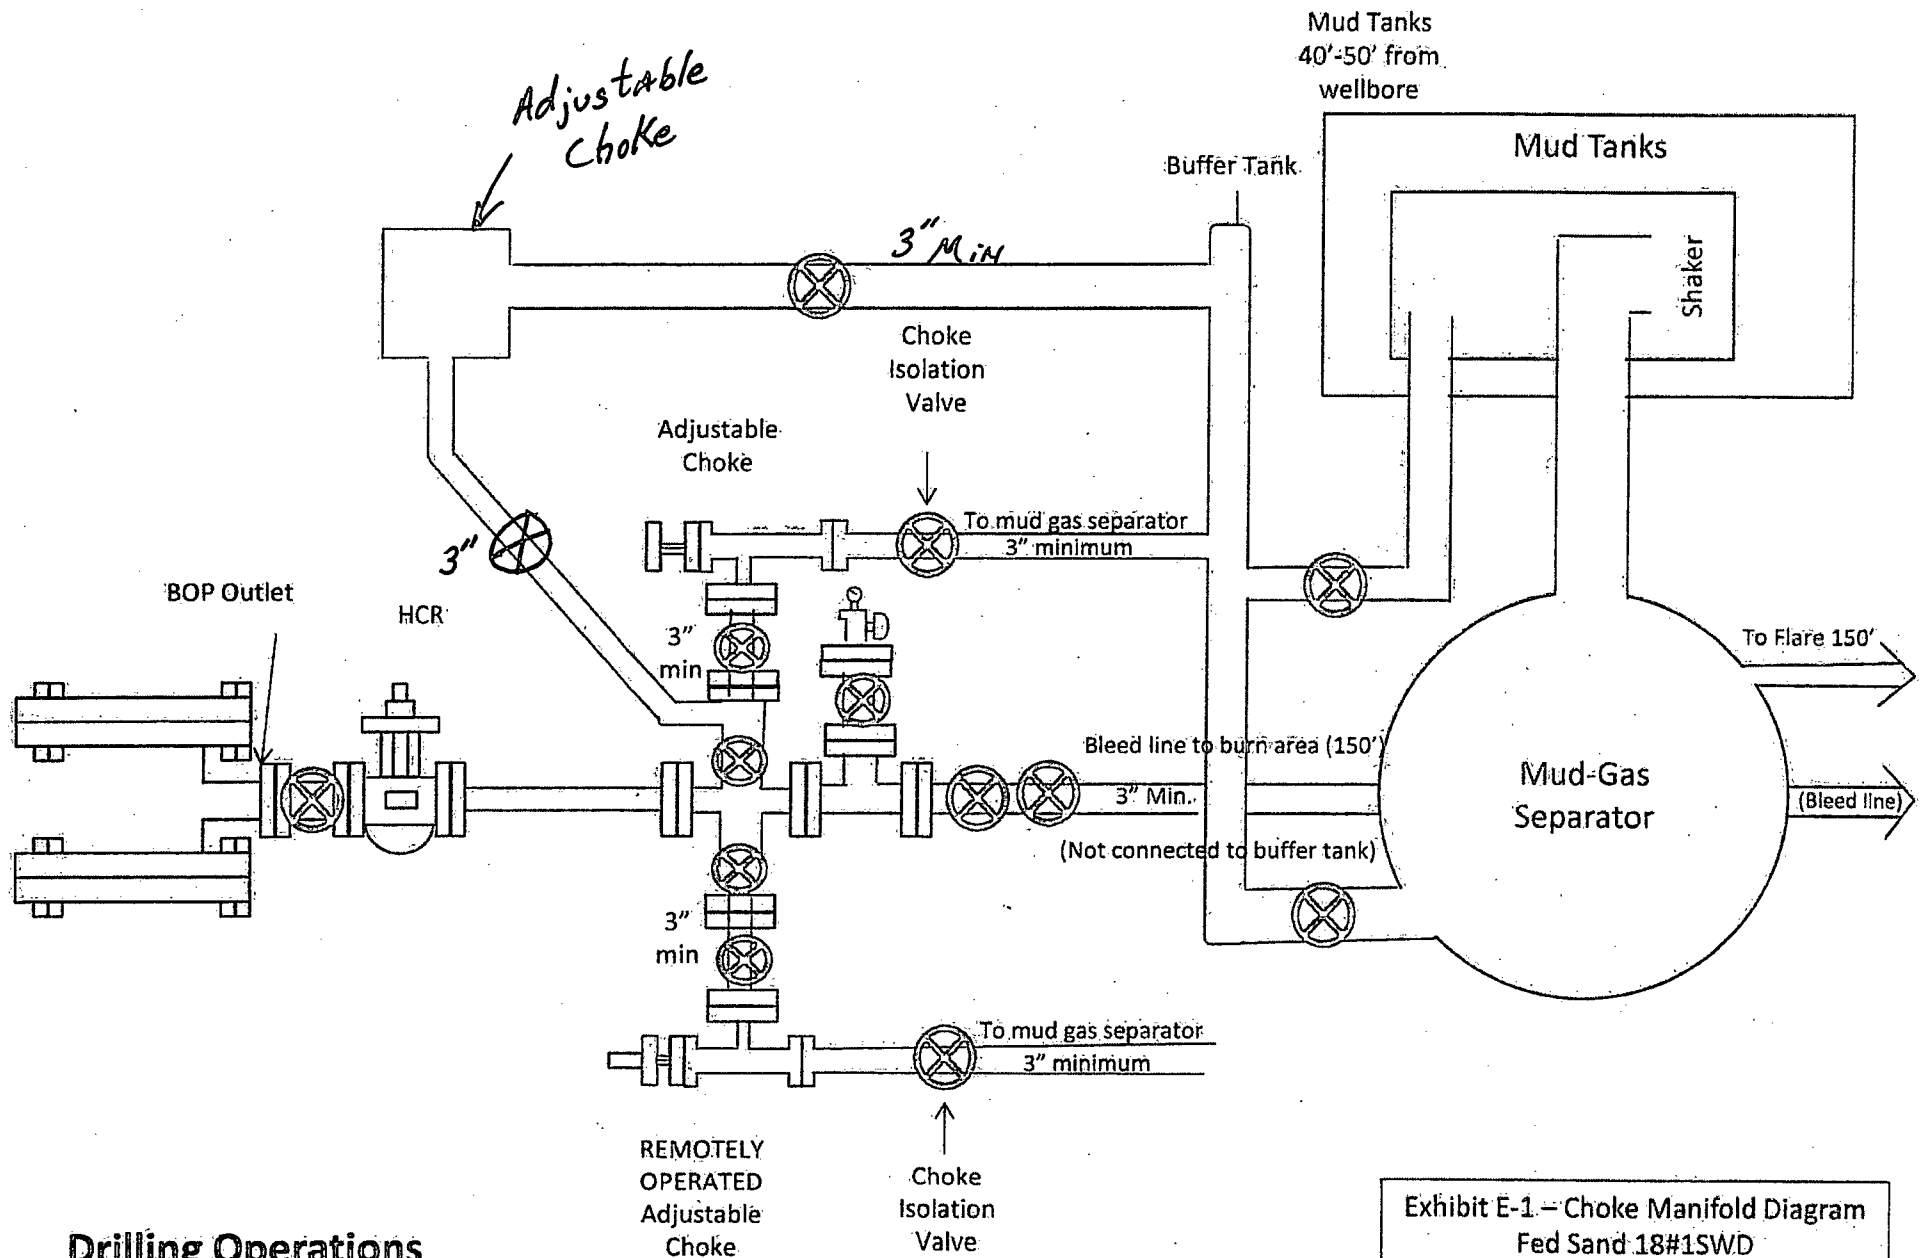 Mud Tanks
40'-50' from
wellbore
Adjustable
Choke
Mud Tanks
Buffer Tank
3" Min
Shaker
Choke
Isolation
Valve
Adjustable
Choke
To mud gas separator
3" minimum
3"
BOP Outlet
HCR
3"
min
To Flare 150'
Bleed line to burn area (150')
3" Min.
Mud-Gas
Separator
(Bleed line)
(Not connected to buffer tank)
3"
min
To mud gas separator
3" minimum
REMOTELY
OPERATED
Adjustable
Choke
Choke
Isolation
Valve
Exhibit E-1 – Choke Manifold Diagram
Fed Sand 18#1SWD
Drilling Operations